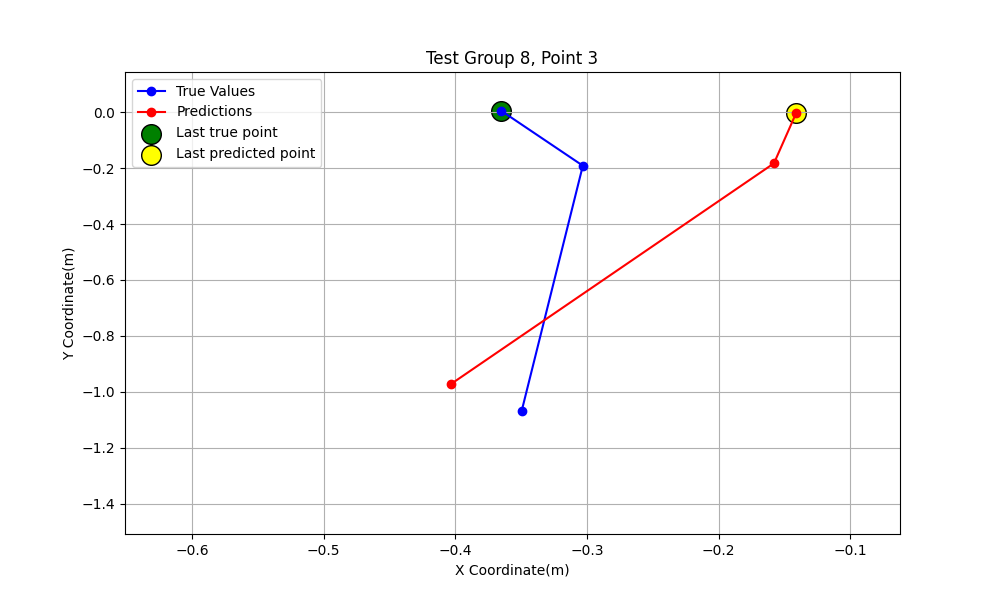 Test Group 8, Point 3
True Values
Predictions
Last true point
Last predicted point
Y Coordinate(m)
0.0
−0.2
−0.4
−0.6
−0.8
−1.0
−1.2
−1.4
−0.6 −0.5 −0.4 −0.3 −0.2 −0.1
X Coordinate(m)